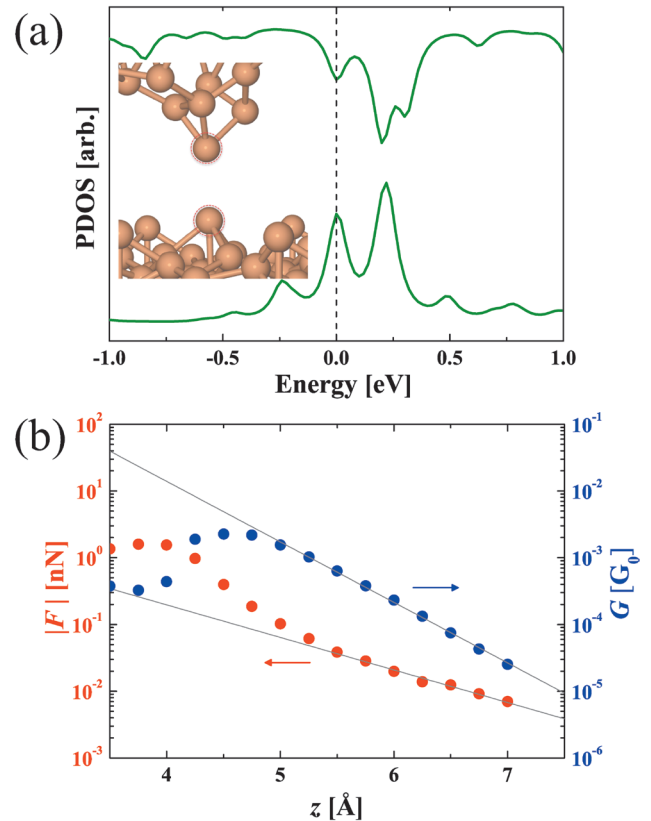 (a)
PDOS [arb.]
-1.0 -0.5 0.0 0.5 1.0
Energy [eV]
(b)
10² 10¹ 10⁰ 10⁻¹ 10⁻² 10⁻³
|F| [nN]
10⁻¹ 10⁻² 10⁻³ 10⁻⁴ 10⁻⁵ 10⁻⁶
G [G₀]
4 5 6 7
z [Å]